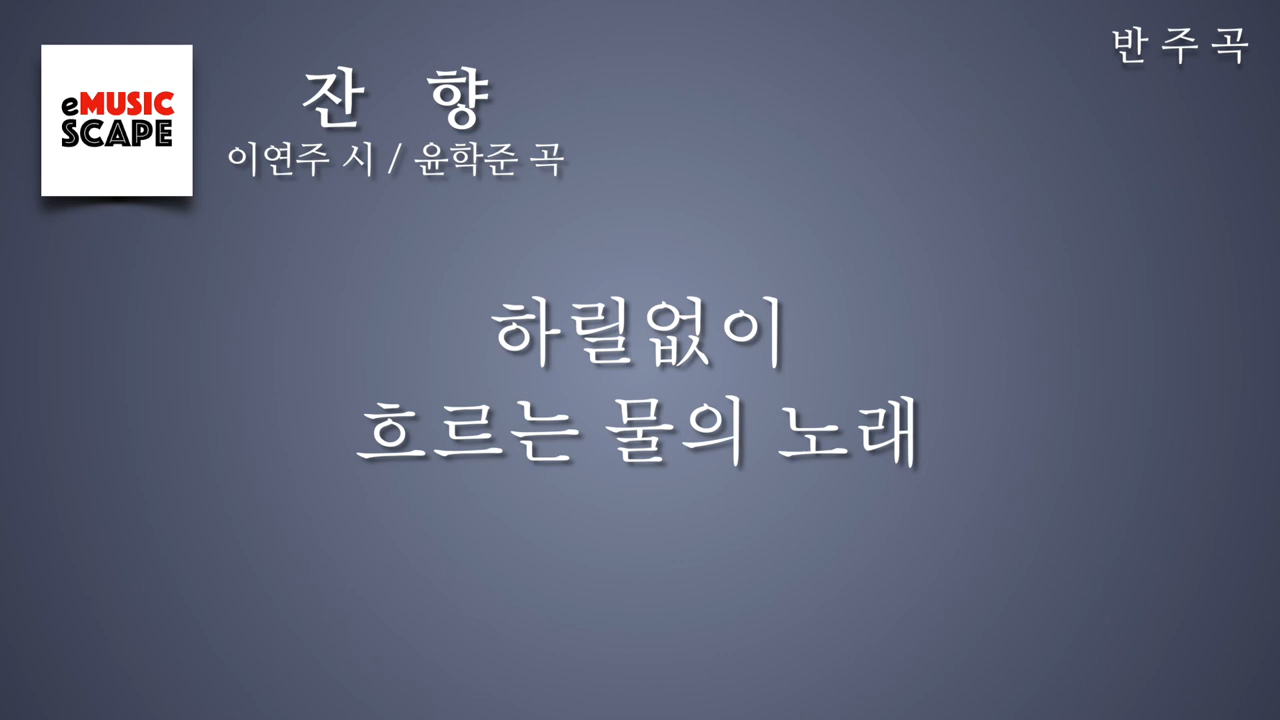 eMUSIC
SCAPE
잔 향
이연주 시 / 윤학준 곡
반 주 곡
하릴없이
흐르는 물의 노래